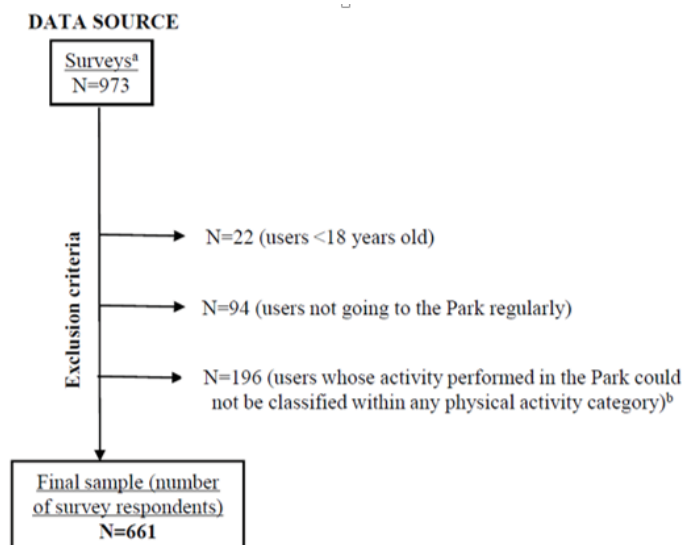 DATA SOURCE
Surveysᵃ
N=973
Exclusion criteria
N=22 (users <18 years old)
N=94 (users not going to the Park regularly)
N=196 (users whose activity performed in the Park could
not be classified within any physical activity category)ᵇ
Final sample (number
of survey respondents)
N=661